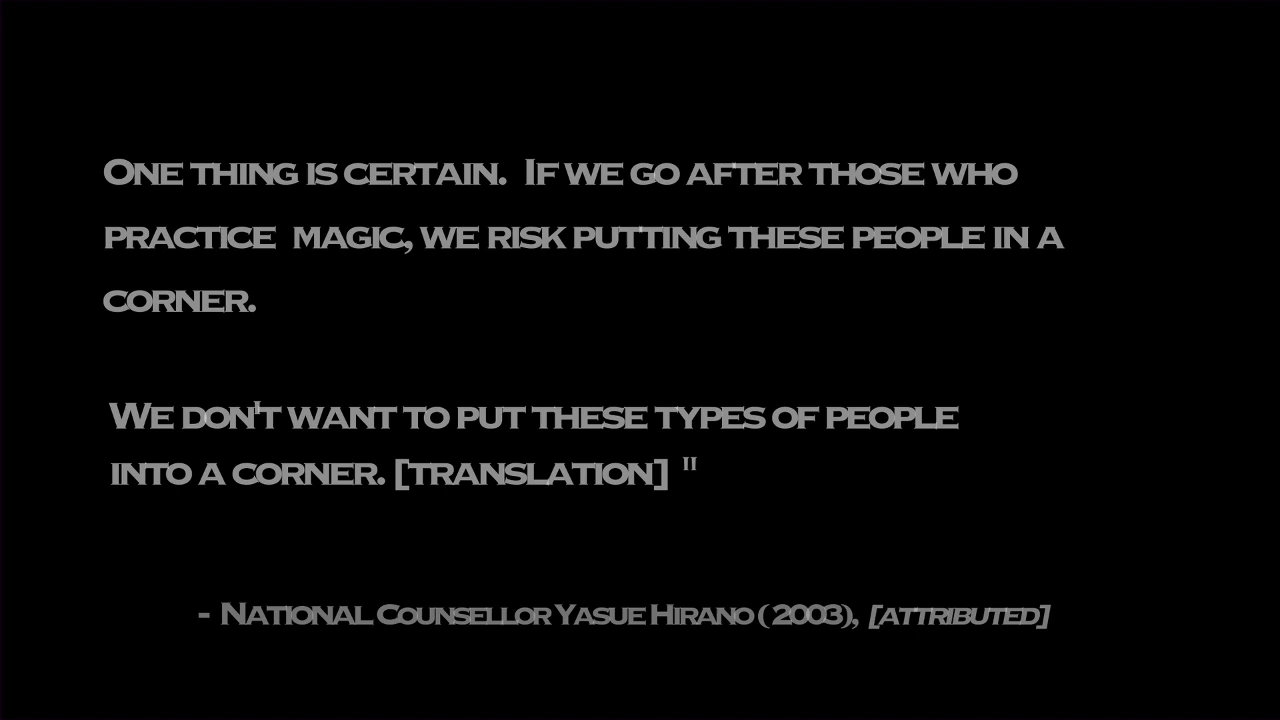 One thing is certain. If we go after those who
practice magic, we risk putting these people in a
corner.
We don't want to put these types of people
into a corner. [translation] "
- National Counsellor Yasue Hirano (2003), [attributed]